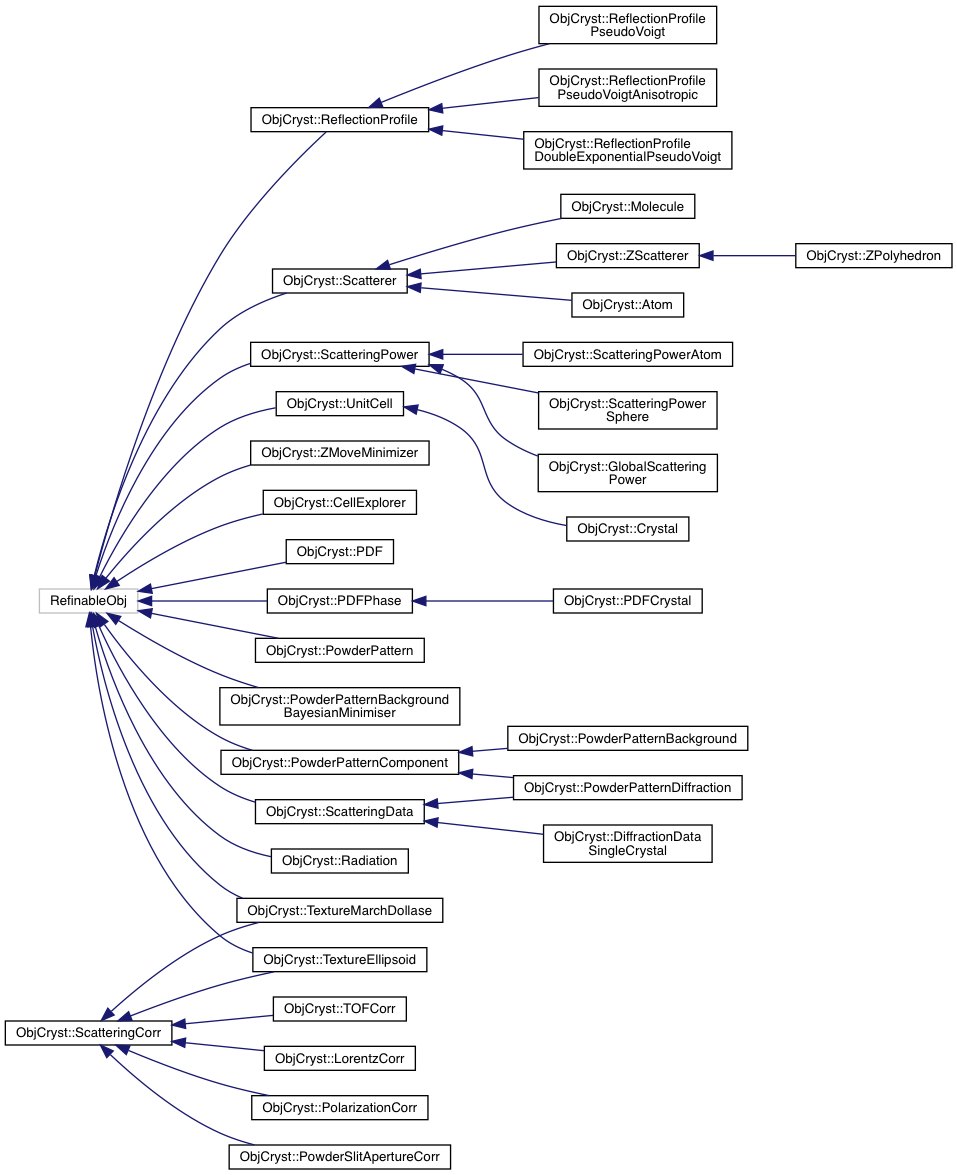 ObjCryst::ReflectionProfile
PseudoVoigt
ObjCryst::ReflectionProfile
PseudoVoigtAnisotropic
ObjCryst::ReflectionProfile
ObjCryst::ReflectionProfile
DoubleExponentialPseudoVoigt
ObjCryst::Molecule
ObjCryst::ZScatterer
ObjCryst::ZPolyhedron
ObjCryst::Scatterer
ObjCryst::Atom
ObjCryst::ScatteringPower
ObjCryst::ScatteringPowerAtom
ObjCryst::UnitCell
ObjCryst::ScatteringPower
Sphere
ObjCryst::ZMoveMinimizer
ObjCryst::GlobalScattering
Power
ObjCryst::CellExplorer
ObjCryst::Crystal
ObjCryst::PDF
RefinableObj
ObjCryst::PDFPhase
ObjCryst::PDFCrystal
ObjCryst::PowderPattern
ObjCryst::PowderPatternBackground
BayesianMinimiser
ObjCryst::PowderPatternBackground
ObjCryst::PowderPatternComponent
ObjCryst::PowderPatternDiffraction
ObjCryst::ScatteringData
ObjCryst::DiffractionData
SingleCrystal
ObjCryst::Radiation
ObjCryst::TextureMarchDollase
ObjCryst::TextureEllipsoid
ObjCryst::TOFCorr
ObjCryst::ScatteringCorr
ObjCryst::LorentzCorr
ObjCryst::PolarizationCorr
ObjCryst::PowderSlitApertureCorr